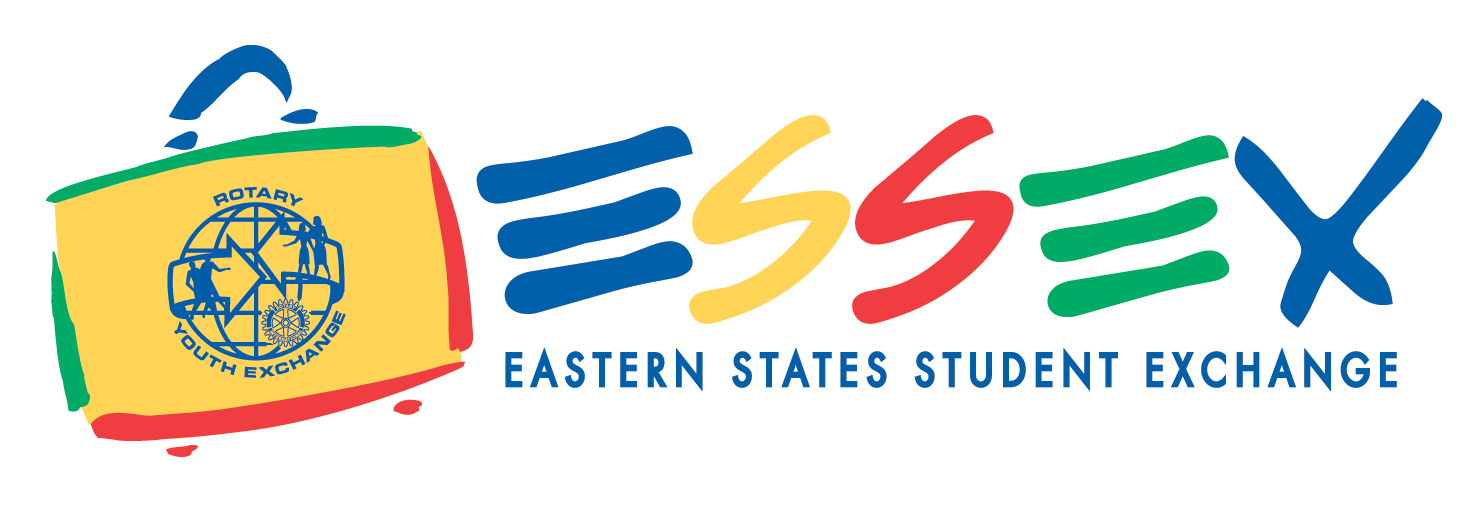 ROTARY
YOUTH EXCHANGE
ESSEX
EASTERN STATES STUDENT EXCHANGE